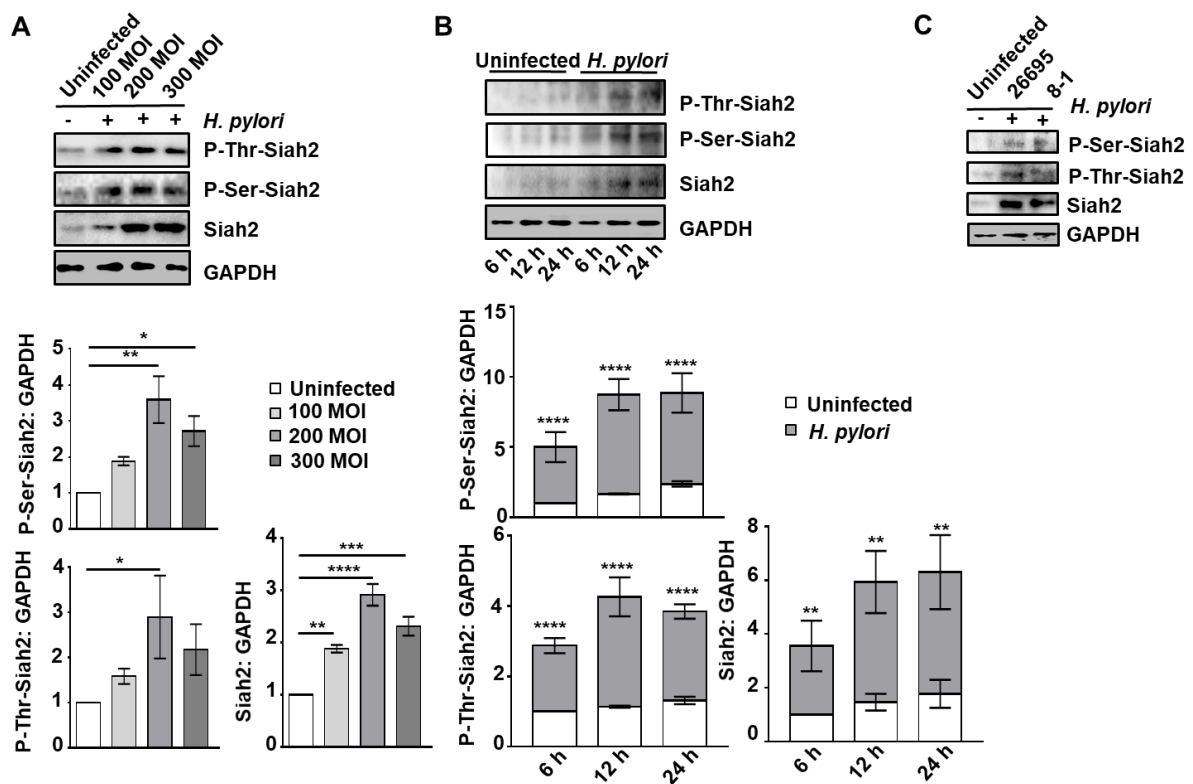 A
Uninfected
100 MOI
200 MOI
300 MOI
- + + + H. pylori
P-Thr-Siah2
P-Ser-Siah2
Siah2
GAPDH
B
Uninfected H. pylori
P-Thr-Siah2
P-Ser-Siah2
Siah2
GAPDH
6 h 12 h 24 h 6 h 12 h 24 h
C
Uninfected
26695
8-1
H. pylori
- + +
P-Ser-Siah2
P-Thr-Siah2
Siah2
GAPDH
P-Ser-Siah2: GAPDH
5
4
3
2
1
0
*
**
Uninfected
100 MOI
200 MOI
300 MOI
P-Thr-Siah2: GAPDH
4
3
2
1
0
*
Siah2: GAPDH
4
3
2
1
0
***
****
**
P-Ser-Siah2: GAPDH
15
10
5
0
**** **** ****
Uninfected
H. pylori
P-Thr-Siah2: GAPDH
6
4
2
0
**** **** ****
6 h 12 h 24 h
Siah2: GAPDH
8
6
4
2
0
** ** **
6 h 12 h 24 h